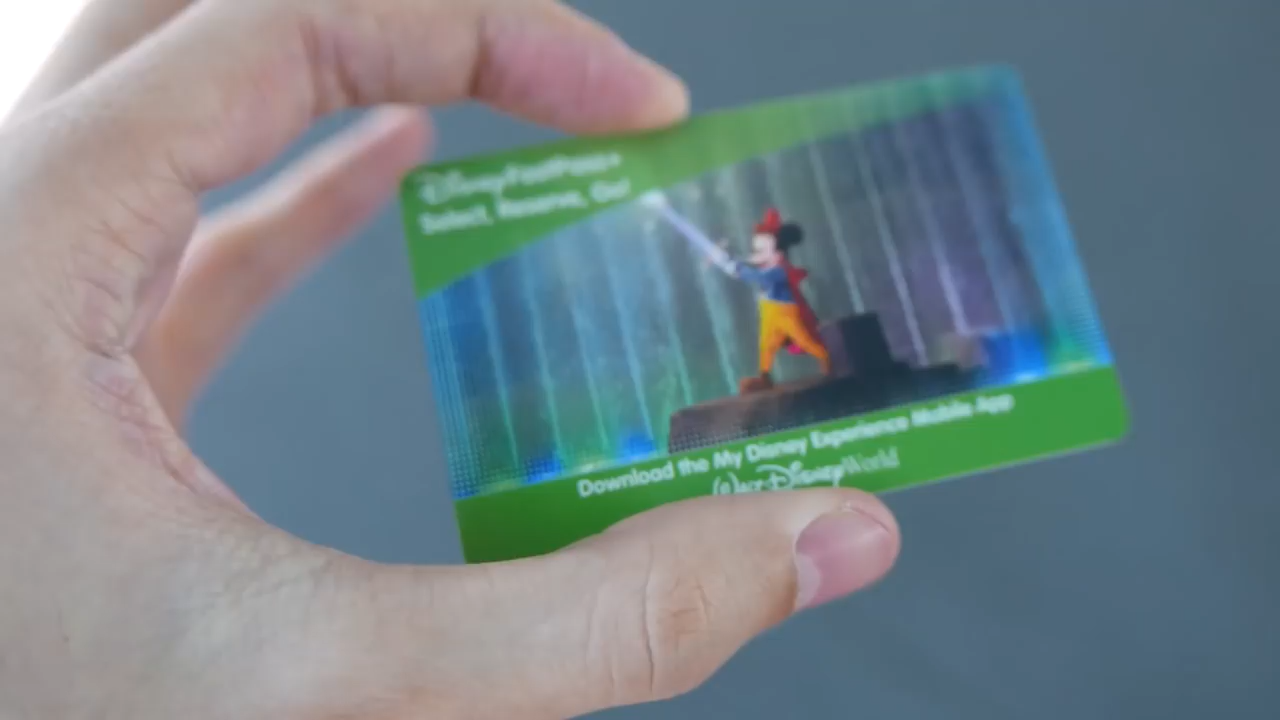 Disney FastPass+
Select, Reserve, Go!
Download the My Disney Experience Mobile App
Walt Disney World